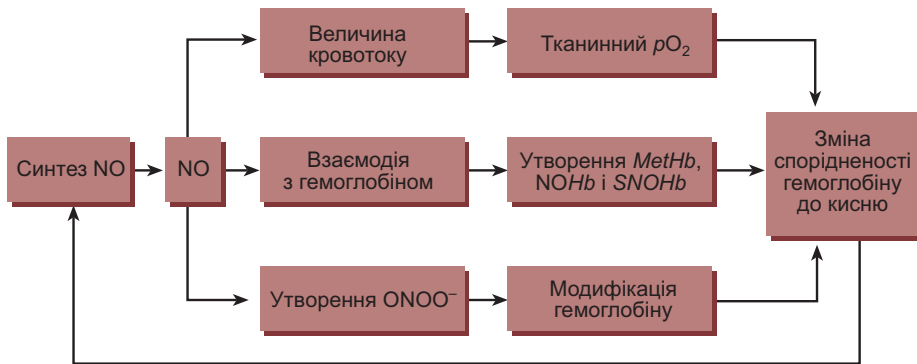 Величина
кровотоку
Тканинний pO₂
Синтез NO
NO
Взаємодія
з гемоглобіном
Утворення MetHb,
NOHb і SNOHb
Зміна
спорідненості
гемоглобіну
до кисню
Утворення ONOO⁻
Модифікація
гемоглобіну